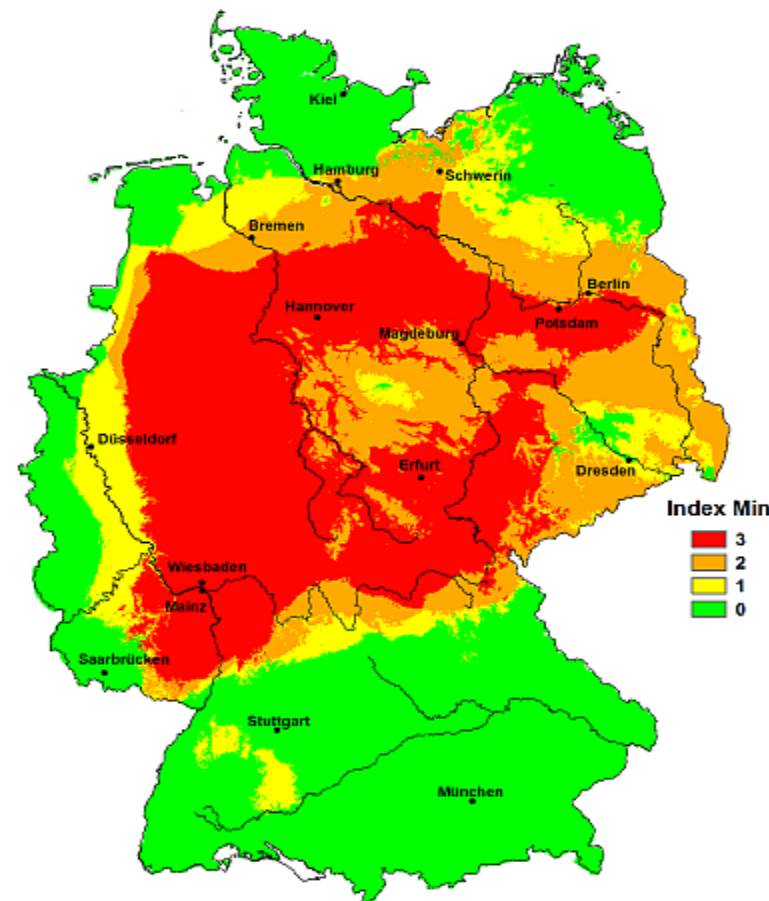 Kiel
Hamburg
Schwerin
Bremen
Berlin
Hannover
Potsdam
Magdeburg
Düsseldorf
Erfurt
Dresden
Index Min
3
2
1
0
Wiesbaden
Mainz
Saarbrücken
Stuttgart
München